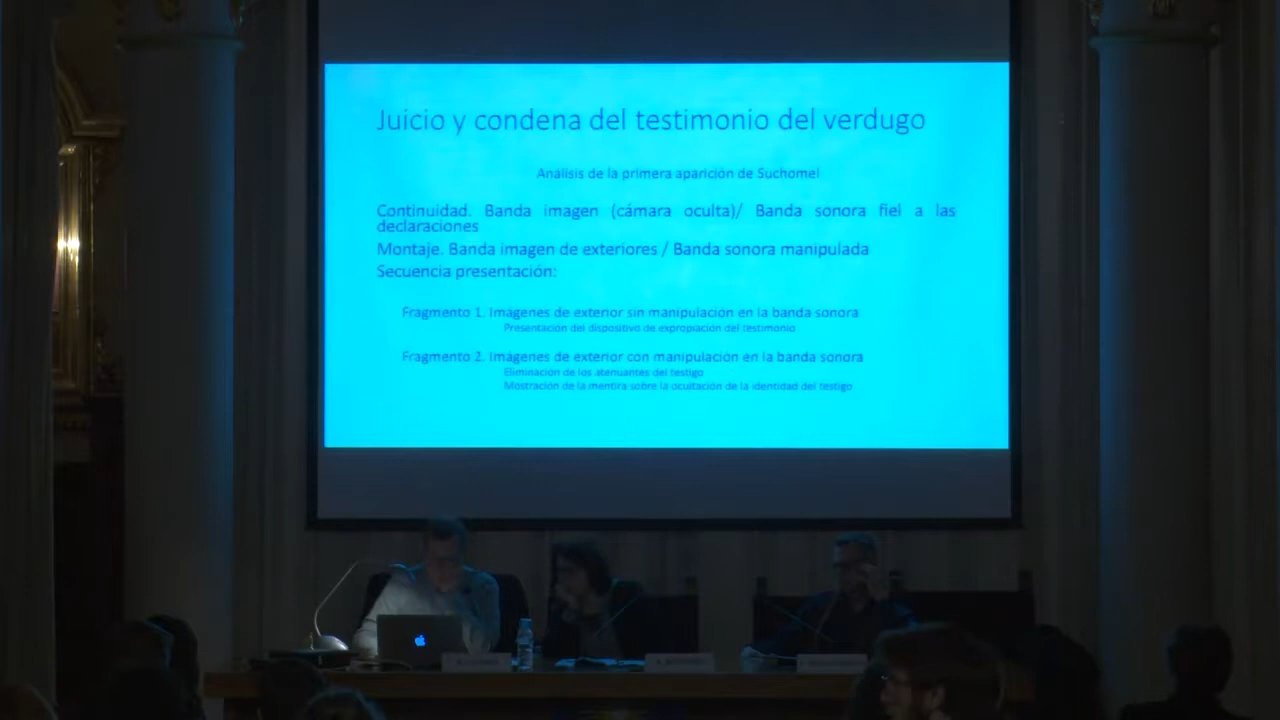 Juicio y condena del testimonio del verdugo
Análisis de la primera aparición de Suchomel
Continuidad. Banda imagen (cámara oculta)/ Banda sonora fiel a las
declaraciones
Montaje. Banda imagen de exteriores / Banda sonora manipulada
Secuencia presentación:
Fragmento 1. Imágenes de exterior sin manipulación en la banda sonora
Presentación del dispositivo de expropiación del testimonio
Fragmento 2. Imágenes de exterior con manipulación en la banda sonora
Eliminación de los atenuantes del testigo
Mostración de la mentira sobre la ocultación de la identidad del testigo